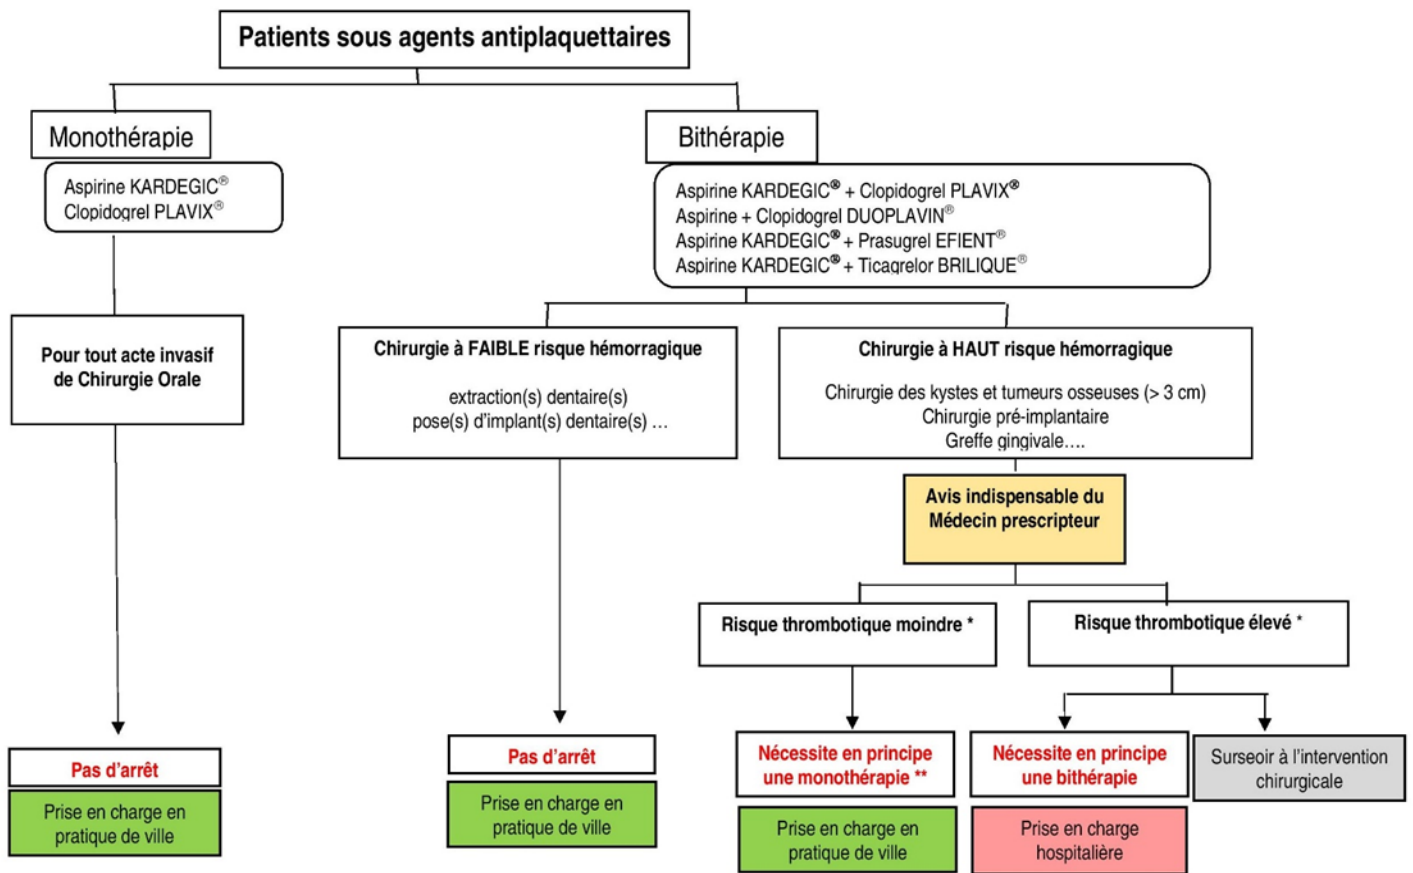 Patients sous agents antiplaquettaires
Monothérapie
Aspirine KARDEGIC®
Clopidogrel PLAVIX®
Pour tout acte invasif
de Chirurgie Orale
Pas d'arrêt
Prise en charge en
pratique de ville
Bithérapie
Aspirine KARDEGIC® + Clopidogrel PLAVIX®
Aspirine + Clopidogrel DUOPLAVIN®
Aspirine KARDEGIC® + Prasugrel EFIENT®
Aspirine KARDEGIC® + Ticagrelor BRILIQUE®
Chirurgie à FAIBLE risque hémorragique
extraction(s) dentaire(s)
pose(s) d'implant(s) dentaire(s) ...
Pas d'arrêt
Prise en charge en
pratique de ville
Chirurgie à HAUT risque hémorragique
Chirurgie des kystes et tumeurs osseuses (> 3 cm)
Chirurgie pré-implantaire
Greffe gingivale....
Avis indispensable du
Médecin prescripteur
Risque thrombotique moindre *
Nécessite en principe
une monothérapie **
Prise en charge en
pratique de ville
Risque thrombotique élevé *
Nécessite en principe
une bithérapie
Prise en charge
hospitalière
Surseoir à l'intervention
chirurgicale